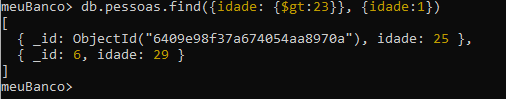 meuBanco> db.pessoas.find({idade: {$gt:23}}, {idade:1})
[
  { _id: ObjectId("6409e98f37a674054aa8970a"), idade: 25 },
  { _id: 6, idade: 29 }
]
meuBanco>